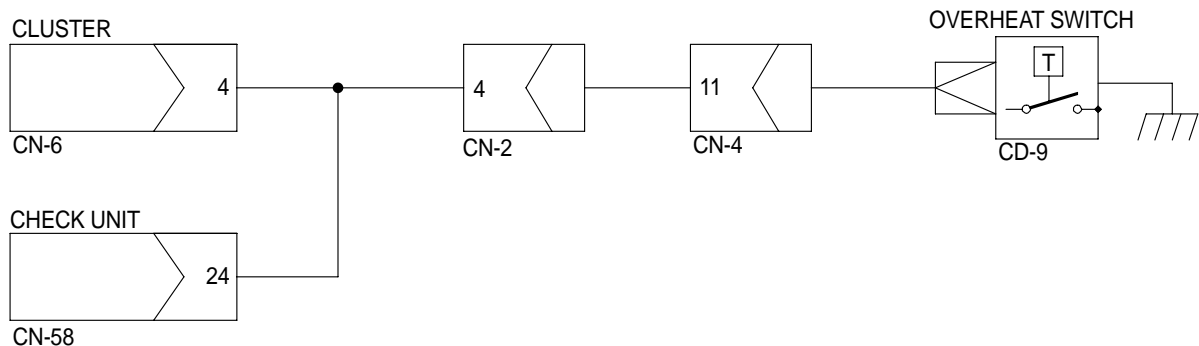 CLUSTER
4
CN-6
4
CN-2
11
CN-4
OVERHEAT SWITCH
T
CD-9
CHECK UNIT
24
CN-58